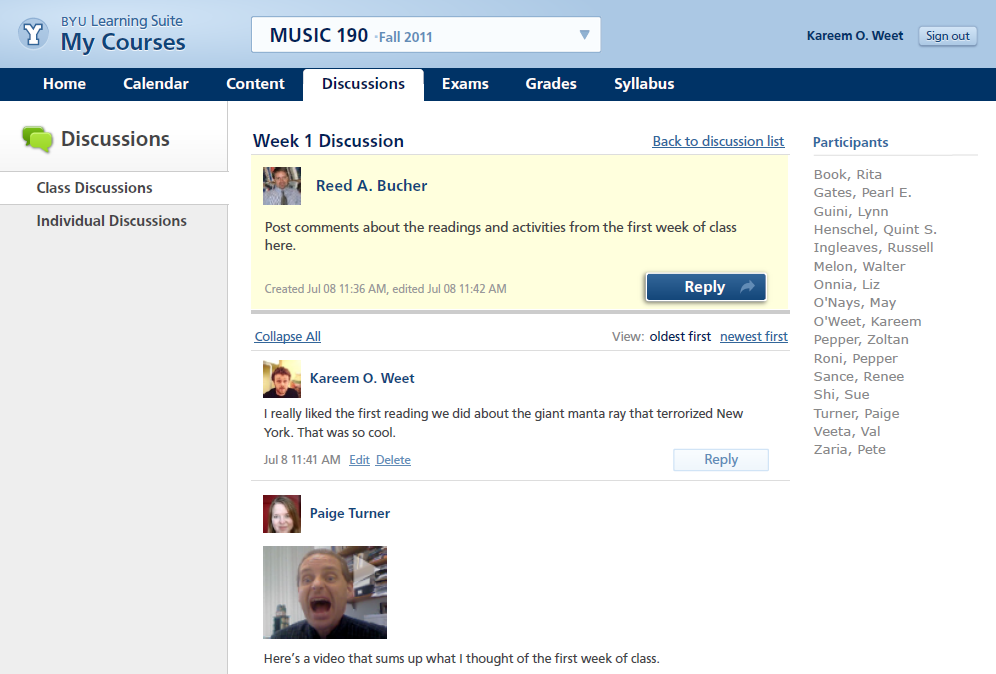 BYU Learning Suite
My Courses
MUSIC 190 ·Fall 2011
Kareem O. Weet
Sign out
Home Calendar Content Discussions Exams Grades Syllabus
Discussions
Class Discussions
Individual Discussions
Week 1 Discussion
Back to discussion list
Reed A. Bucher
Post comments about the readings and activities from the first week of class
here.
Created Jul 08 11:36 AM, edited Jul 08 11:42 AM
Reply
Collapse All
View: oldest first newest first
Kareem O. Weet
I really liked the first reading we did about the giant manta ray that terrorized New
York. That was so cool.
Jul 8 11:41 AM Edit Delete
Reply
Paige Turner
Here's a video that sums up what I thought of the first week of class.
Participants
Book, Rita
Gates, Pearl E.
Guini, Lynn
Henschel, Quint S.
Ingleaves, Russell
Melon, Walter
Onnia, Liz
O'Nays, May
O'Weet, Kareem
Pepper, Zoltan
Roni, Pepper
Sance, Renee
Shi, Sue
Turner, Paige
Veeta, Val
Zaria, Pete